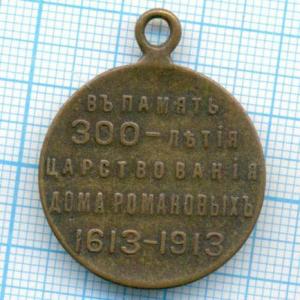 ВЪ ПАМЯТЬ
300-ЛѢТІЯ
ЦАРСТВОВАНІЯ
ДОМА РОМАНОВЫХЪ
1613-1913